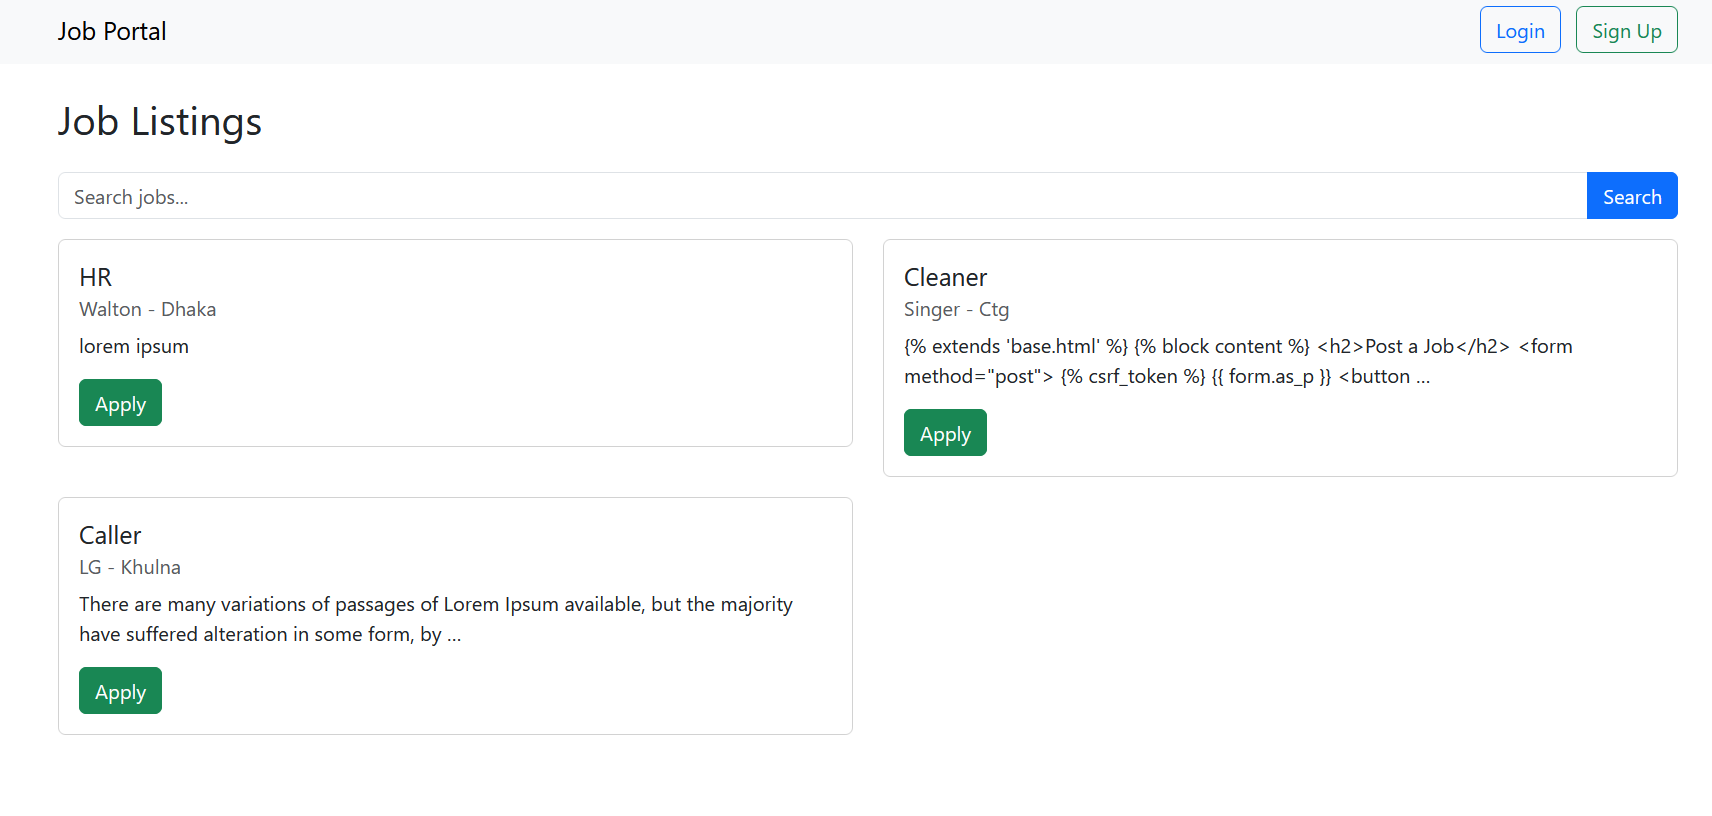 Job Portal
Login
Sign Up
Job Listings
Search jobs...
Search
HR
Walton - Dhaka
lorem ipsum
Apply
Cleaner
Singer - Ctg
{% extends 'base.html' %} {% block content %} <h2>Post a Job</h2> <form
method="post"> {% csrf_token %} {{ form.as_p }} <button ...
Apply
Caller
LG - Khulna
There are many variations of passages of Lorem Ipsum available, but the majority
have suffered alteration in some form, by ...
Apply